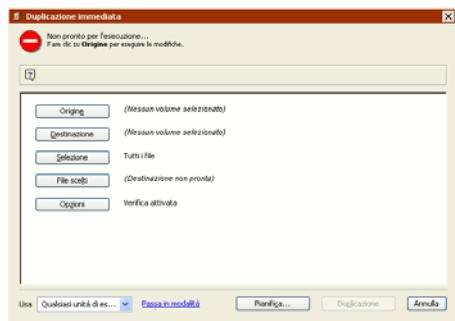 Duplicazione immediata
Non pronto per l'esecuzione...
Fare clic su Origine per eseguire le modifiche.
Origine (Nessun volume selezionato)
Destinazione (Nessun volume selezionato)
Selezione Tutti i file
File scelti (Destinazione non pronta)
Opzioni Verifica attivata
Usa Qualsiasi unità di es... Passa in modalità Pianifica... Duplicazione Annulla